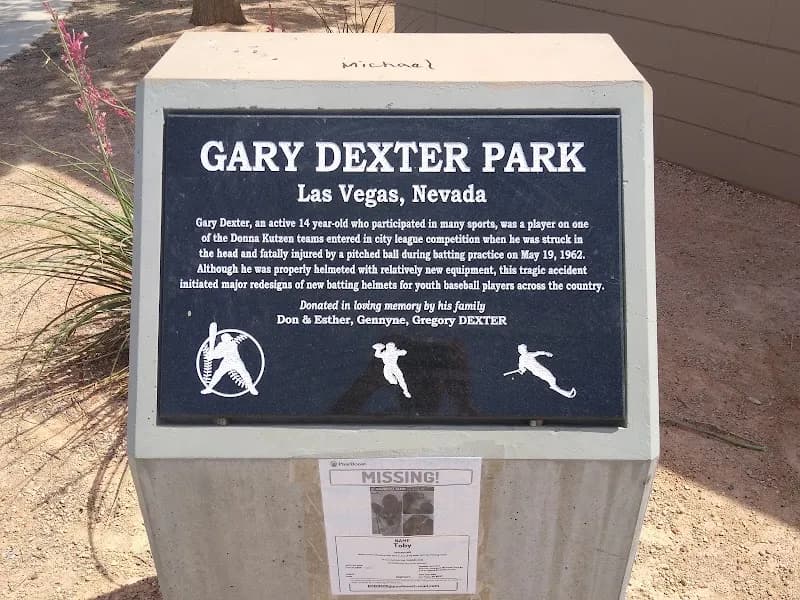 Michael
GARY DEXTER PARK
Las Vegas, Nevada
Gary Dexter, an active 14 year-old who participated in many sports, was a player on one
of the Donna Kutzen teams entered in city league competition when he was struck in
the head and fatally injured by a pitched ball during batting practice on May 19, 1962.
Although he was properly helmeted with relatively new equipment, this tragic accident
initiated major redesigns of new batting helmets for youth baseball players across the country.
Donated in loving memory by his family
Don & Esther, Gennyne, Gregory DEXTER
MISSING!
NAME
Toby